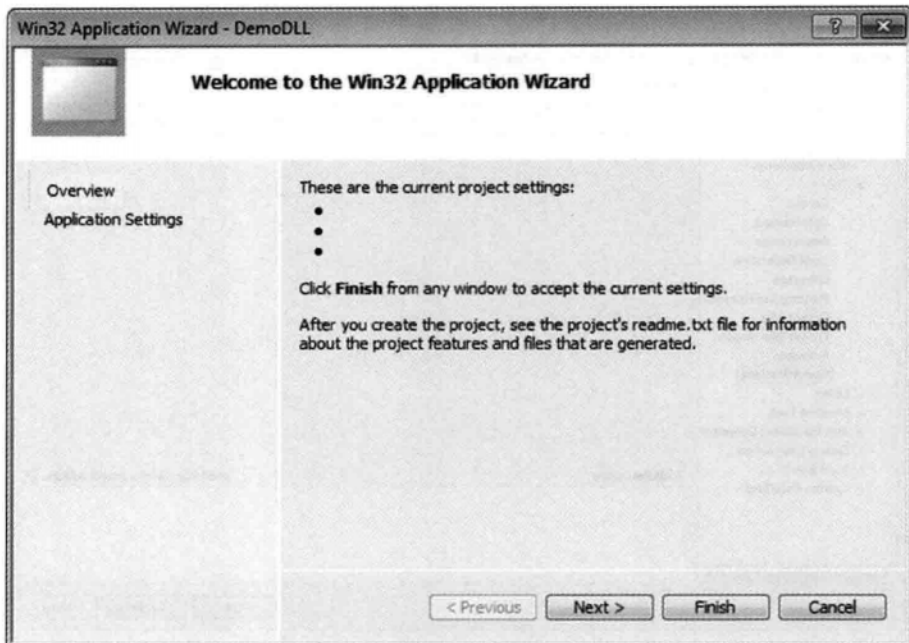 Win32 Application Wizard - DemoDLL
Welcome to the Win32 Application Wizard
Overview
Application Settings
These are the current project settings:
•
•
•
Click Finish from any window to accept the current settings.
After you create the project, see the project's readme.txt file for information
about the project features and files that are generated.
< Previous
Next >
Finish
Cancel